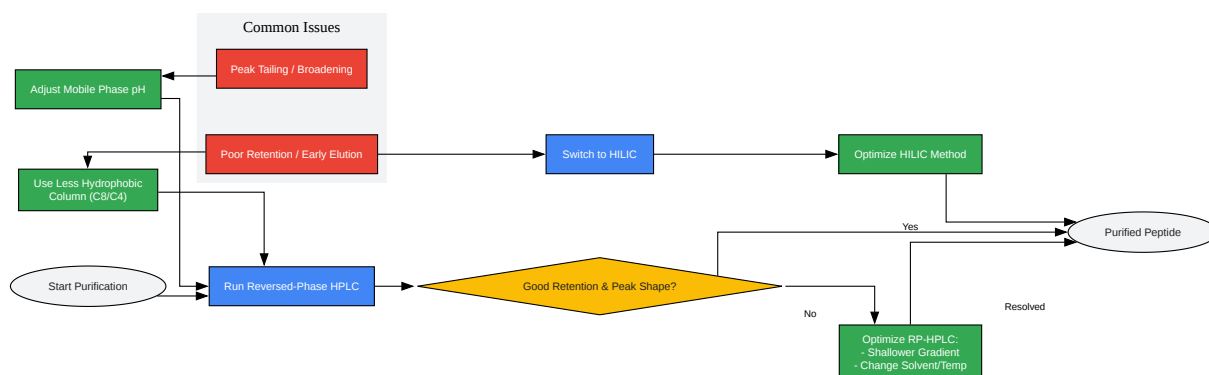 Common Issues
Peak Tailing / Broadening
Adjust Mobile Phase pH
Poor Retention / Early Elution
Switch to HILIC
Optimize HILIC Method
Use Less Hydrophobic
Column (C8/C4)
Yes
Purified Peptide
Start Purification
Run Reversed-Phase HPLC
Good Retention & Peak Shape?
No
Resolved
Optimize RP-HPLC:
- Shallower Gradient
- Change Solvent/Temp